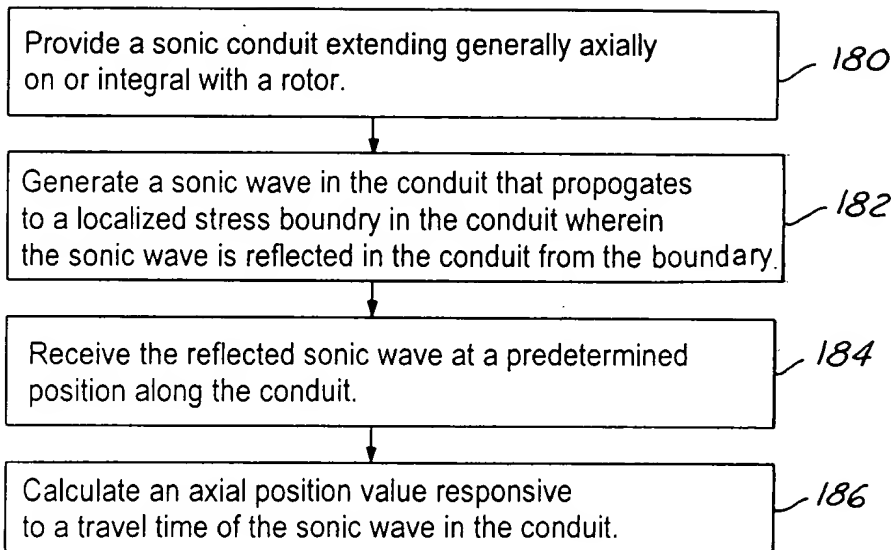 Provide a sonic conduit extending generally axially
on or integral with a rotor.
180
Generate a sonic wave in the conduit that propogates
to a localized stress boundry in the conduit wherein
the sonic wave is reflected in the conduit from the boundary.
182
Receive the reflected sonic wave at a predetermined
position along the conduit.
184
Calculate an axial position value responsive
to a travel time of the sonic wave in the conduit.
186